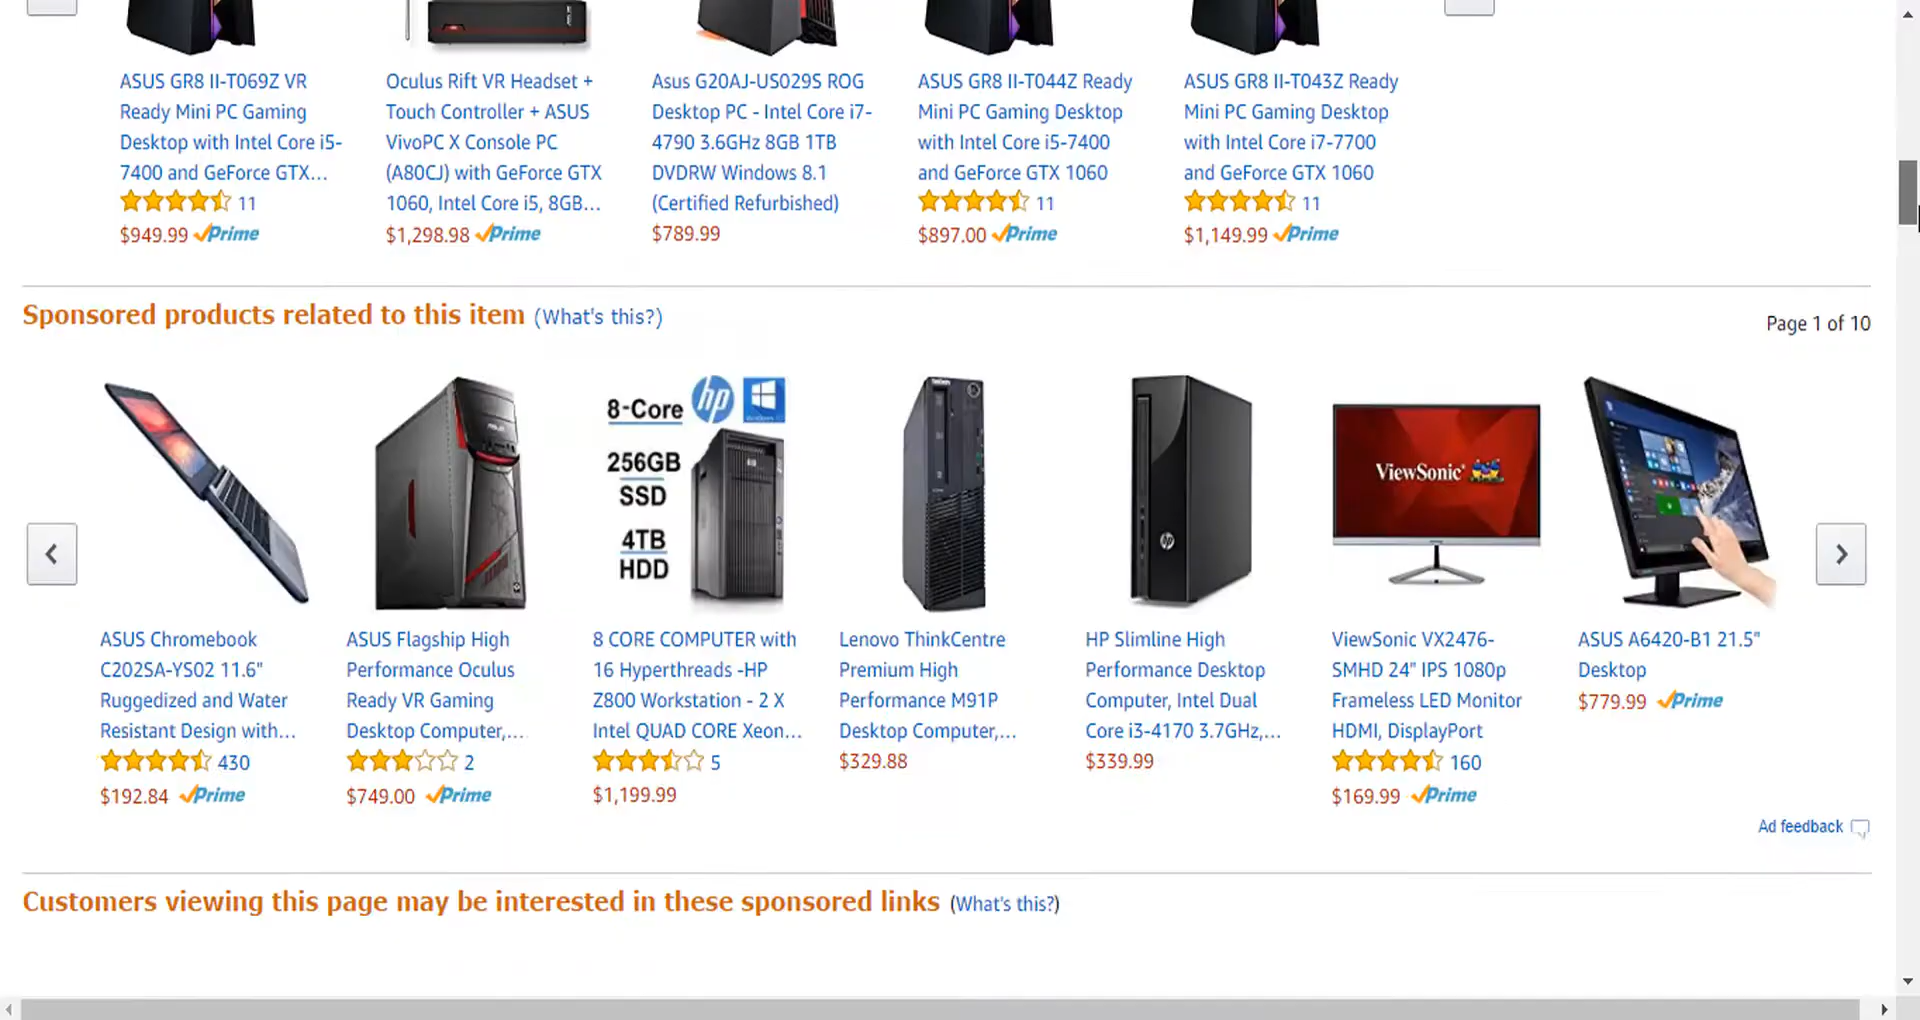 ASUS GR8 II-T069Z VR
Ready Mini PC Gaming
Desktop with Intel Core i5-
7400 and GeForce GTX...
11
$949.99 Prime
Oculus Rift VR Headset +
Touch Controller + ASUS
VivoPC X Console PC
(A80CJ) with GeForce GTX
1060, Intel Core i5, 8GB...
$1,298.98 Prime
Asus G20AJ-US029S ROG
Desktop PC - Intel Core i7-
4790 3.6GHz 8GB 1TB
DVDRW Windows 8.1
(Certified Refurbished)
$789.99
ASUS GR8 II-T044Z Ready
Mini PC Gaming Desktop
with Intel Core i5-7400
and GeForce GTX 1060
11
$897.00 Prime
ASUS GR8 II-T043Z Ready
Mini PC Gaming Desktop
with Intel Core i7-7700
and GeForce GTX 1060
11
$1,149.99 Prime
Sponsored products related to this item (What's this?)
Page 1 of 10
8-Core
hp
256GB
SSD
4TB
HDD
hp
ViewSonic
ASUS Chromebook
C202SA-YS02 11.6"
Ruggedized and Water
Resistant Design with...
430
$192.84 Prime
ASUS Flagship High
Performance Oculus
Ready VR Gaming
Desktop Computer,...
2
$749.00 Prime
8 CORE COMPUTER with
16 Hyperthreads -HP
Z800 Workstation - 2 X
Intel QUAD CORE Xeon...
5
$1,199.99
Lenovo ThinkCentre
Premium High
Performance M91P
Desktop Computer,...
$329.88
HP Slimline High
Performance Desktop
Computer, Intel Dual
Core i3-4170 3.7GHz,...
$339.99
ViewSonic VX2476-
SMHD 24" IPS 1080p
Frameless LED Monitor
HDMI, DisplayPort
160
$169.99 Prime
ASUS A6420-B1 21.5"
Desktop
$779.99 Prime
Ad feedback
Customers viewing this page may be interested in these sponsored links (What's this?)